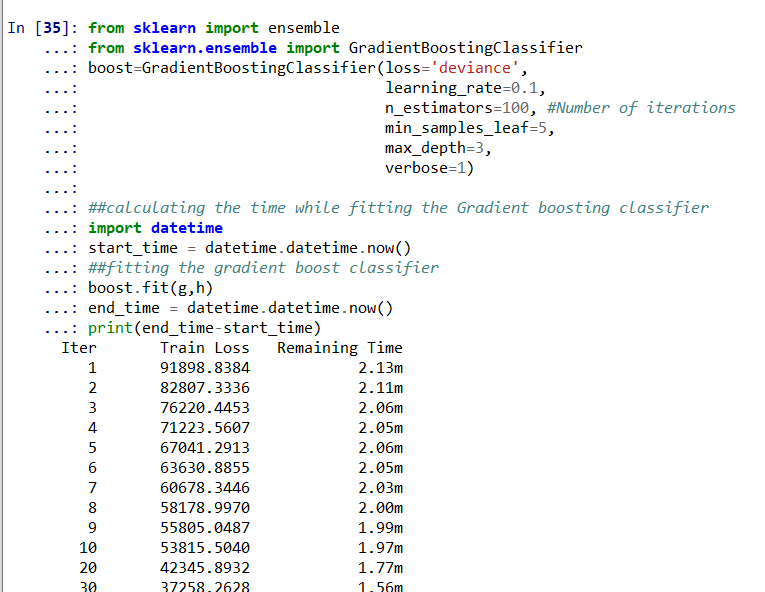 In [35]: from sklearn import ensemble
...: from sklearn.ensemble import GradientBoostingClassifier
...: boost=GradientBoostingClassifier(loss='deviance',
...: learning_rate=0.1,
...: n_estimators=100, #Number of iterations
...: min_samples_leaf=5,
...: max_depth=3,
...: verbose=1)
...:
...: ##calculating the time while fitting the Gradient boosting classifier
...: import datetime
...: start_time = datetime.datetime.now()
...: ##fitting the gradient boost classifier
...: boost.fit(g,h)
...: end_time = datetime.datetime.now()
...: print(end_time-start_time)
Iter Train Loss Remaining Time
1 91898.8384 2.13m
2 82807.3336 2.11m
3 76220.4453 2.06m
4 71223.5607 2.05m
5 67041.2913 2.06m
6 63630.8855 2.05m
7 60678.3446 2.03m
8 58178.9970 2.00m
9 55805.0487 1.99m
10 53815.5040 1.97m
20 42345.8932 1.77m
30 37258.2628 1.56m